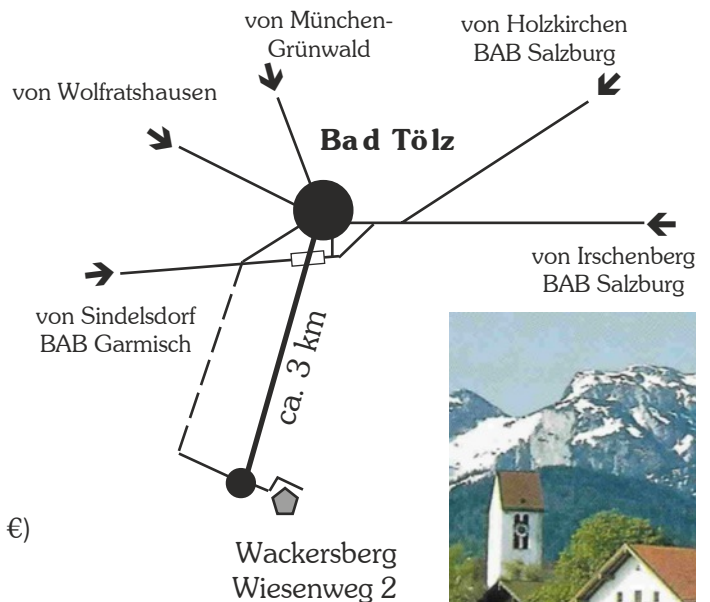 von München-
Grünwald
von Holzkirchen
BAB Salzburg
von Wolfratshausen
Bad Tölz
von Irschenberg
BAB Salzburg
von Sindelsdorf
BAB Garmisch
ca. 3 km
€)
Wackersberg
Wiesenweg 2